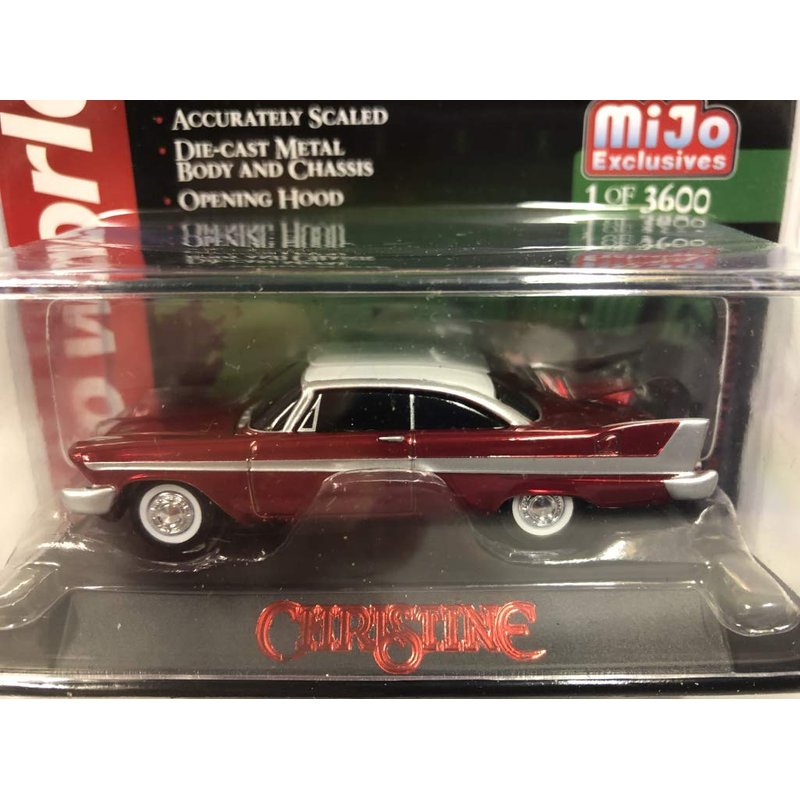 • ACCURATELY SCALED
• DIE-CAST METAL
BODY AND CHASSIS
• OPENING HOOD
MiJo
Exclusives
1 OF 3600
CHRISTINE